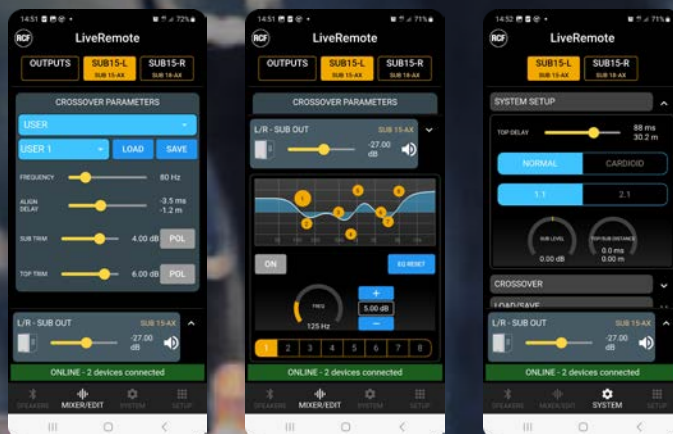 14:51
72%
RCF
LiveRemote
OUTPUTS
SUB15-L
SUB 15-AX
SUB15-R
SUB 18-AX
CROSSOVER PARAMETERS
USER
USER 1
LOAD
SAVE
FREQUENCY
80 Hz
ALIGN
DELAY
-3.5 ms
-1.2 m
SUB TRIM
4.00 dB
POL
TOP TRIM
6.00 dB
POL
L/R - SUB OUT
SUB 15-AX
-27.00
dB
ONLINE - 2 devices connected
SPEAKERS
MIXER/EDIT
SYSTEM
SETUP
14:51
71%
RCF
LiveRemote
OUTPUTS
SUB15-L
SUB 15-AX
SUB15-R
SUB 18-AX
CROSSOVER PARAMETERS
L/R - SUB OUT
SUB 15-AX
-27.00
dB
ON
EQ RESET
FREQ
125 Hz
+
5.00 dB
−
1 2 3 4 5 6 7 8
ONLINE - 2 devices connected
SPEAKERS
MIXER/EDIT
SYSTEM
SETUP
14:52
71%
RCF
LiveRemote
SUB15-L
SUB 15-AX
SUB15-R
SUB 18-AX
SYSTEM SETUP
TOP DELAY
88 ms
30.2 m
NORMAL
CARDIOID
1.1
2.1
SUB LEVEL
0.00 dB
TOP/SUB DISTANCE
0.0 ms
0.00 m
CROSSOVER
LOAD/SAVE
L/R - SUB OUT
SUB 15-AX
-27.00
dB
ONLINE - 2 devices connected
SPEAKERS
MIXER/EDIT
SYSTEM
SETUP